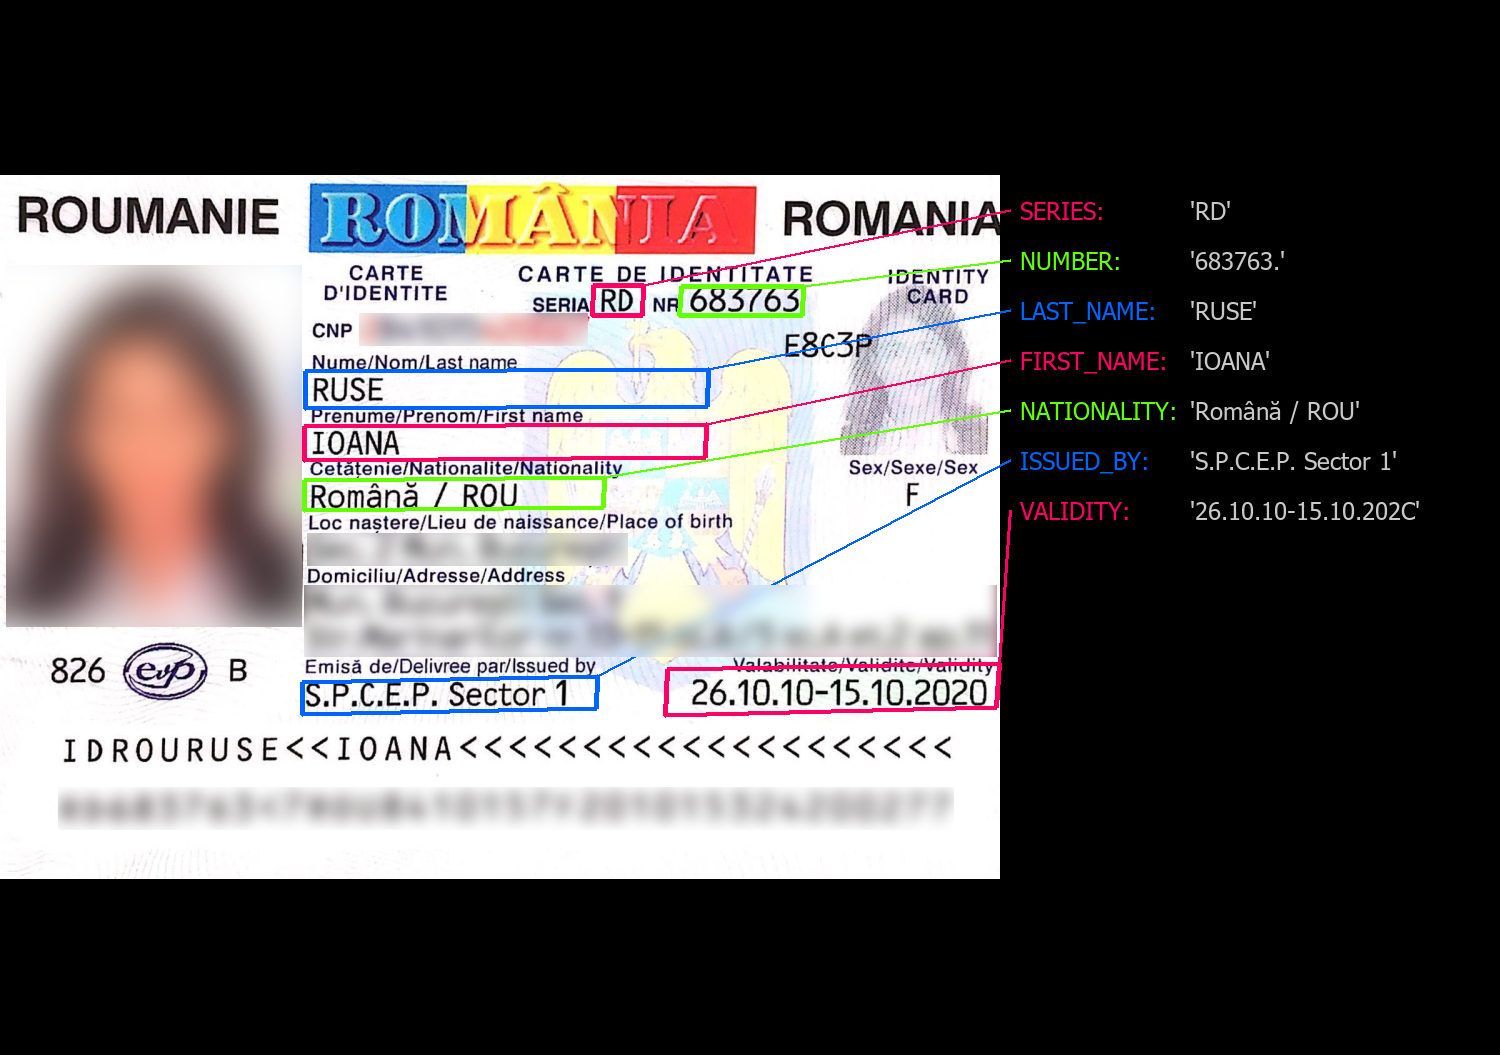 ROUMANIE
ROMÂNIA
ROMANIA
CARTE D'IDENTITE
CARTE DE IDENTITATE
IDENTITY CARD
SERIA RD NR 683763
CNP
E8C3P
Nume/Nom/Last name
RUSE
Prenume/Prenom/First name
IOANA
Cetățenie/Nationalite/Nationality
Română / ROU
Sex/Sexe/Sex
F
Loc naștere/Lieu de naissance/Place of birth
Domiciliu/Adresse/Address
826 evp B
Emisă de/Delivree par/Issued by
Valabilitate/Validite/Validity
S.P.C.E.P. Sector 1
26.10.10-15.10.2020
IDROURUSE<<IOANA<<<<<<<<<<<<<<<<<<<<
SERIES: 'RD'
NUMBER: '683763.'
LAST_NAME: 'RUSE'
FIRST_NAME: 'IOANA'
NATIONALITY: 'Română / ROU'
ISSUED_BY: 'S.P.C.E.P. Sector 1'
VALIDITY: '26.10.10-15.10.202C'